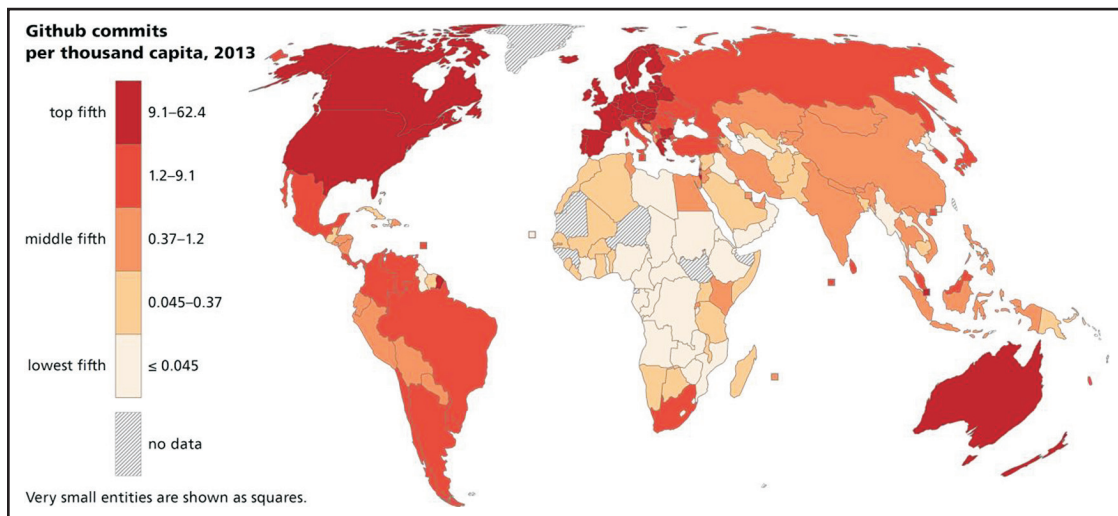 Github commits
per thousand capita, 2013
top fifth
9.1–62.4
1.2–9.1
middle fifth
0.37–1.2
0.045–0.37
lowest fifth
≤ 0.045
no data
Very small entities are shown as squares.